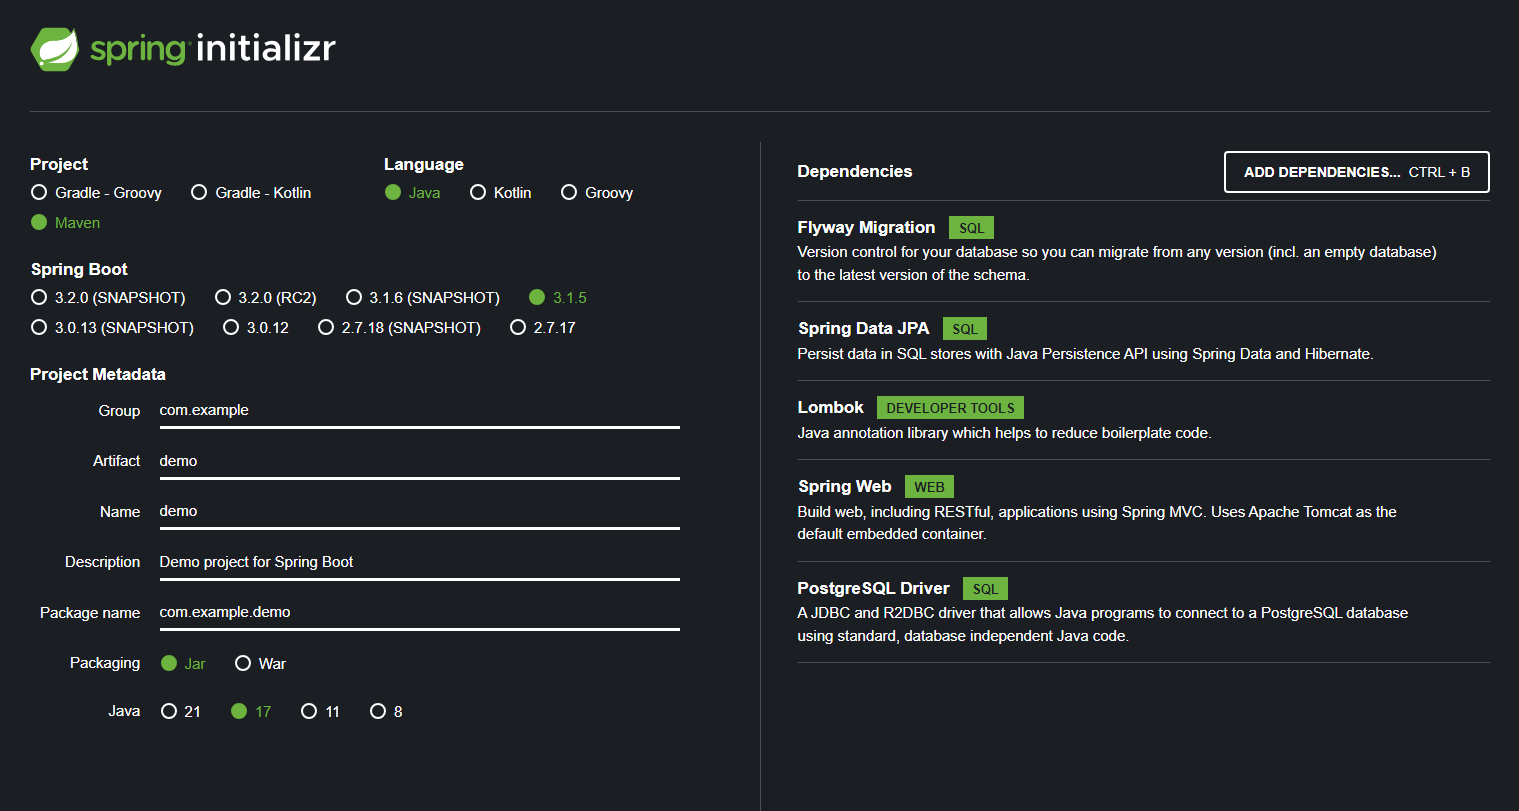 spring initializr
Project
Gradle - Groovy Gradle - Kotlin
Maven
Language
Java Kotlin Groovy
Spring Boot
3.2.0 (SNAPSHOT) 3.2.0 (RC2) 3.1.6 (SNAPSHOT) 3.1.5
3.0.13 (SNAPSHOT) 3.0.12 2.7.18 (SNAPSHOT) 2.7.17
Project Metadata
Group com.example
Artifact demo
Name demo
Description Demo project for Spring Boot
Package name com.example.demo
Packaging Jar War
Java 21 17 11 8
Dependencies ADD DEPENDENCIES... CTRL + B
Flyway Migration SQL
Version control for your database so you can migrate from any version (incl. an empty database)
to the latest version of the schema.
Spring Data JPA SQL
Persist data in SQL stores with Java Persistence API using Spring Data and Hibernate.
Lombok DEVELOPER TOOLS
Java annotation library which helps to reduce boilerplate code.
Spring Web WEB
Build web, including RESTful, applications using Spring MVC. Uses Apache Tomcat as the
default embedded container.
PostgreSQL Driver SQL
A JDBC and R2DBC driver that allows Java programs to connect to a PostgreSQL database
using standard, database independent Java code.